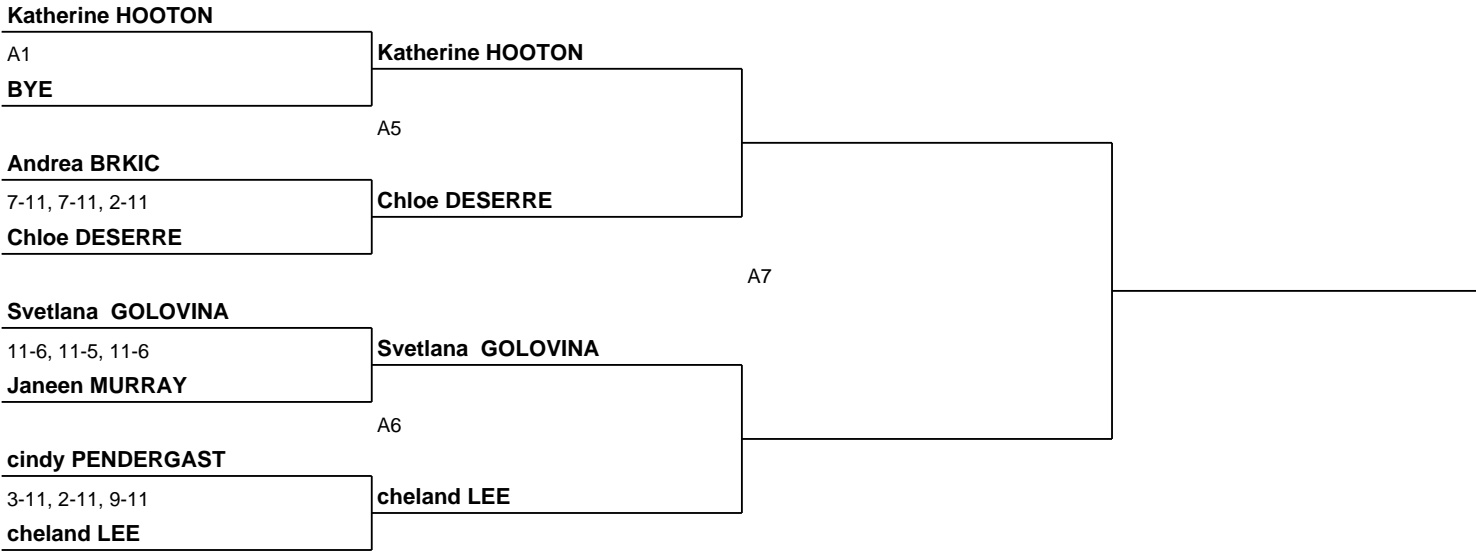 Katherine HOOTON
A1
Katherine HOOTON
BYE
A5
Andrea BRKIC
7-11, 7-11, 2-11
Chloe DESERRE
Chloe DESERRE
A7
Svetlana  GOLOVINA
11-6, 11-5, 11-6
Svetlana  GOLOVINA
Janeen MURRAY
A6
cindy PENDERGAST
3-11, 2-11, 9-11
cheland LEE
cheland LEE